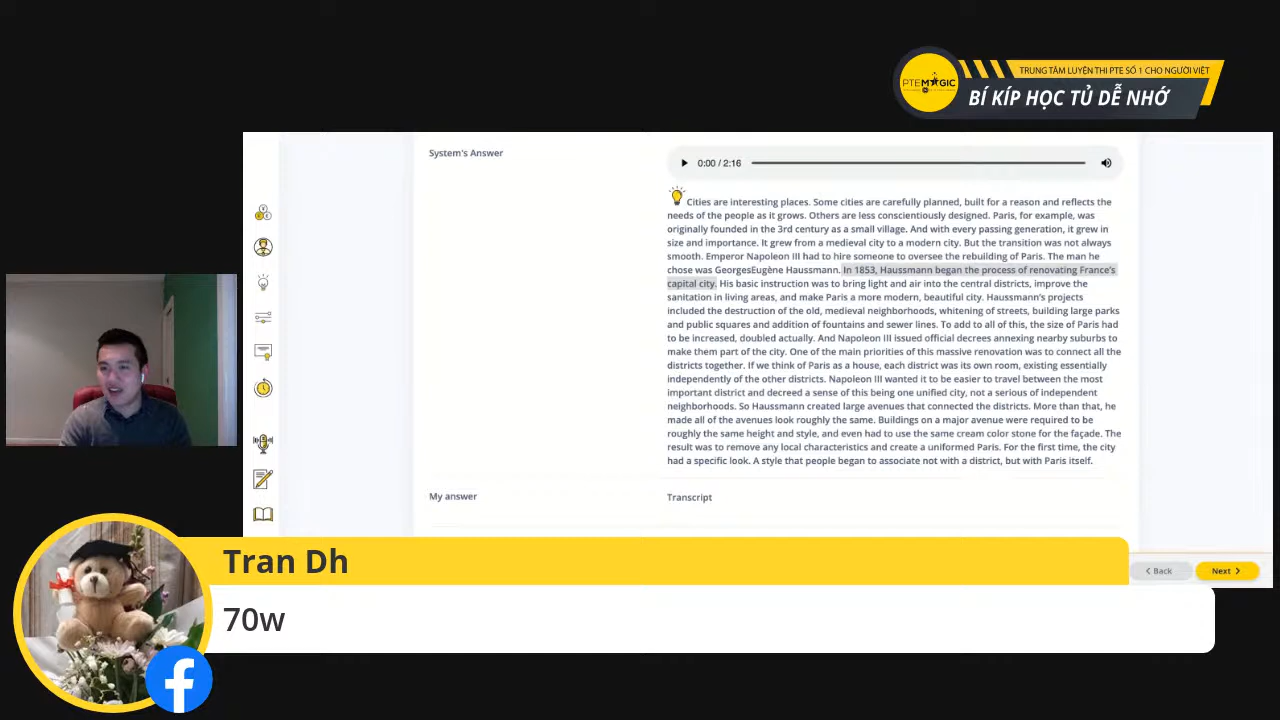 TRUNG TÂM LUYỆN THI PTE SỐ 1 CHO NGƯỜI VIỆT
PTE MAGIC
BÍ KÍP HỌC TỦ DỄ NHỚ
System's Answer
0:00 / 2:16
Cities are interesting places. Some cities are carefully planned, built for a reason and reflects the
needs of the people as it grows. Others are less conscientiously designed. Paris, for example, was
originally founded in the 3rd century as a small village. And with every passing generation, it grew in
size and importance. It grew from a medieval city to a modern city. But the transition was not always
smooth. Emperor Napoleon III had to hire someone to oversee the rebuilding of Paris. The man he
chose was GeorgesEugène Haussmann. In 1853, Haussmann began the process of renovating France's
capital city. His basic instruction was to bring light and air into the central districts, improve the
sanitation in living areas, and make Paris a more modern, beautiful city. Haussmann's projects
included the destruction of the old, medieval neighborhoods, whitening of streets, building large parks
and public squares and addition of fountains and sewer lines. To add to all of this, the size of Paris had
to be increased, doubled actually. And Napoleon III issued official decrees annexing nearby suburbs to
make them part of the city. One of the main priorities of this massive renovation was to connect all the
districts together. If we think of Paris as a house, each district was its own room, existing essentially
independently of the other districts. Napoleon III wanted it to be easier to travel between the most
important district and decreed a sense of this being one unified city, not a serious of independent
neighborhoods. So Haussmann created large avenues that connected the districts. More than that, he
made all of the avenues look roughly the same. Buildings on a major avenue were required to be
roughly the same height and style, and even had to use the same cream color stone for the façade. The
result was to remove any local characteristics and create a uniformed Paris. For the first time, the city
had a specific look. A style that people began to associate not with a district, but with Paris itself.
My answer
Transcript
Back
Next
Tran Dh
70w